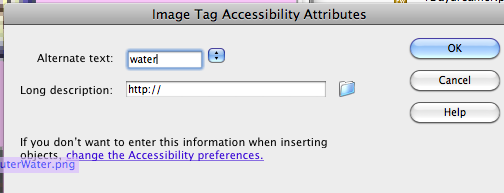 Image Tag Accessibility Attributes
Alternate text: water
OK
Long description: http://
Cancel
Help
If you don't want to enter this information when inserting
objects, change the Accessibility preferences.
uterWater.png